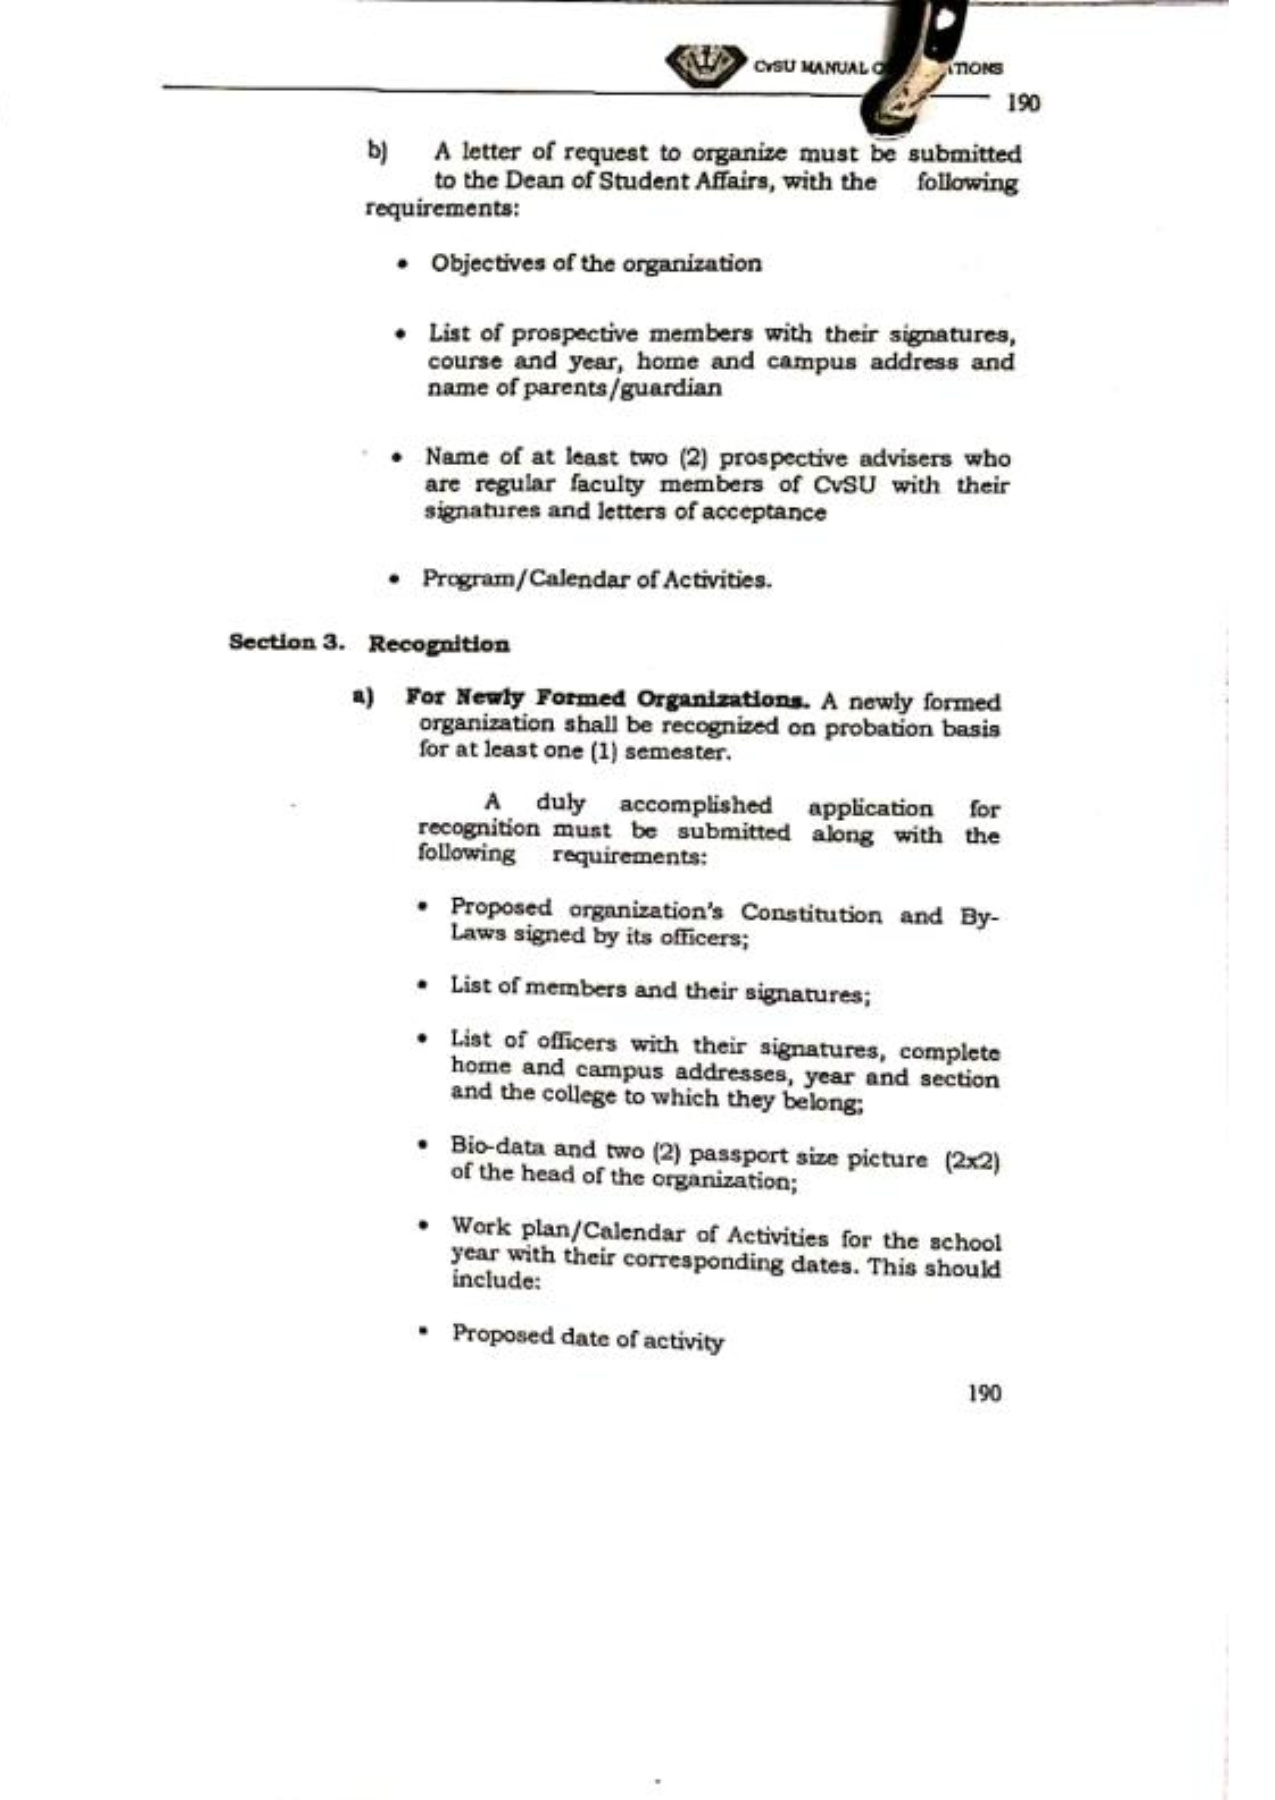 CvSU MANUAL
190
b) A letter of request to organize must be submitted
to the Dean of Student Affairs, with the following
requirements:
• Objectives of the organization
• List of prospective members with their signatures,
course and year, home and campus address and
name of parents/guardian
• Name of at least two (2) prospective advisers who
are regular faculty members of CvSU with their
signatures and letters of acceptance
• Program/Calendar of Activities.
Section 3. Recognition
a) For Newly Formed Organizations. A newly formed
organization shall be recognized on probation basis
for at least one (1) semester.
A duly accomplished application for
recognition must be submitted along with the
following requirements:
• Proposed organization's Constitution and By-
Laws signed by its officers;
• List of members and their signatures;
• List of officers with their signatures, complete
home and campus addresses, year and section
and the college to which they belong;
• Bio-data and two (2) passport size picture (2x2)
of the head of the organization;
• Work plan/Calendar of Activities for the school
year with their corresponding dates. This should
include:
▪ Proposed date of activity
190